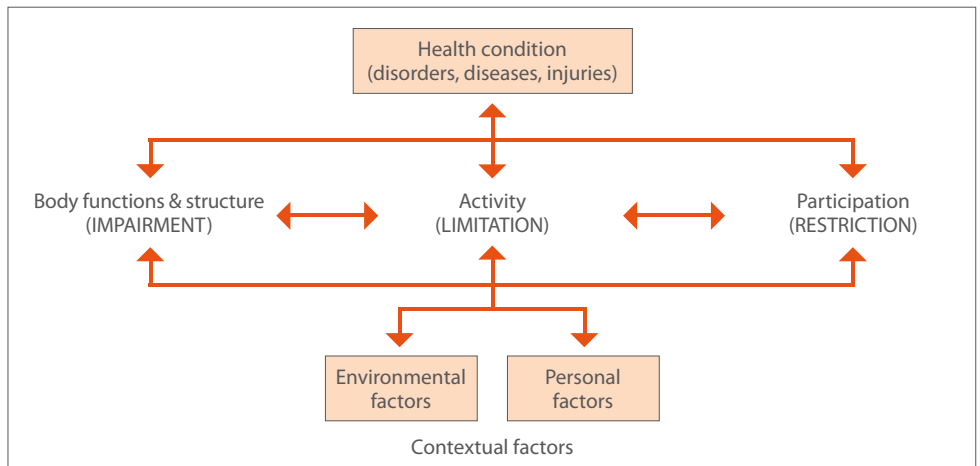 Health condition
(disorders, diseases, injuries)
Body functions & structure
(IMPAIRMENT)
Activity
(LIMITATION)
Participation
(RESTRICTION)
Environmental
factors
Personal
factors
Contextual factors